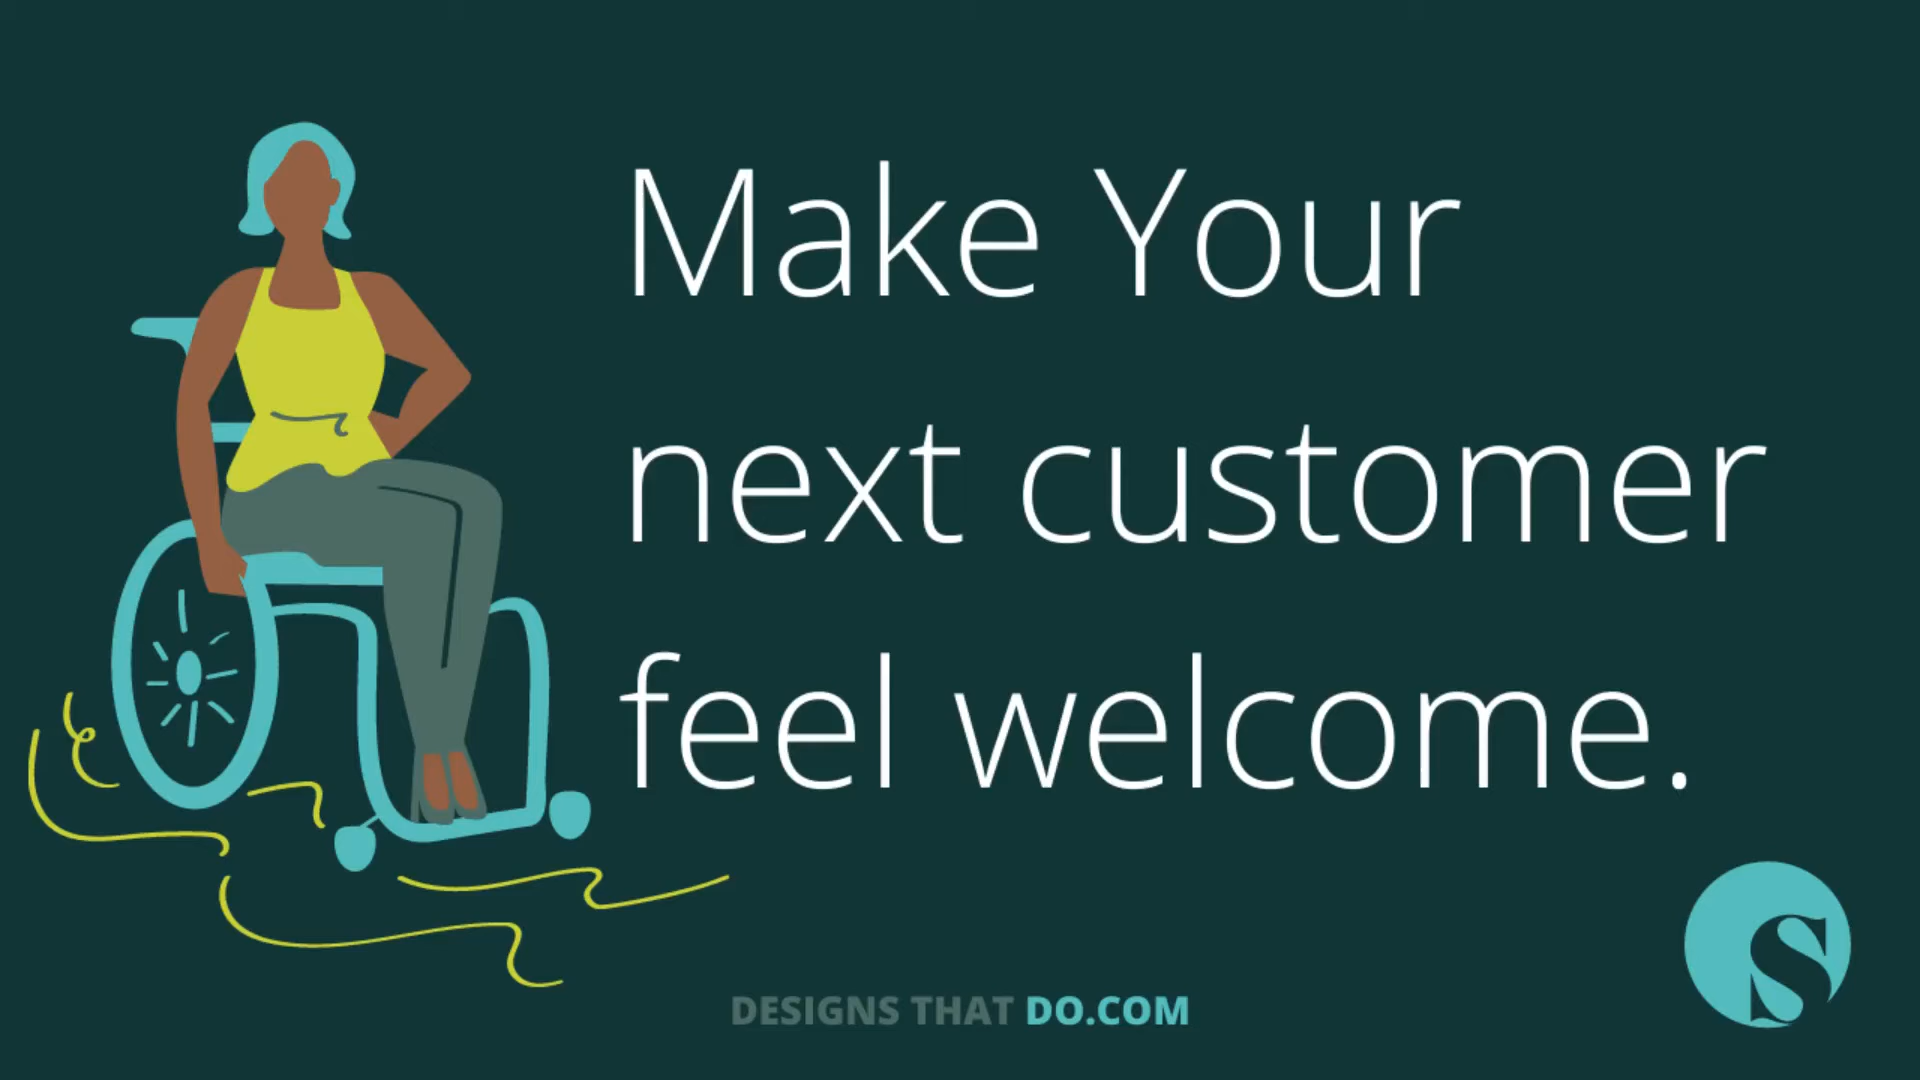 Make Your
next customer
feel welcome.
S
DESIGNS THAT DO.COM